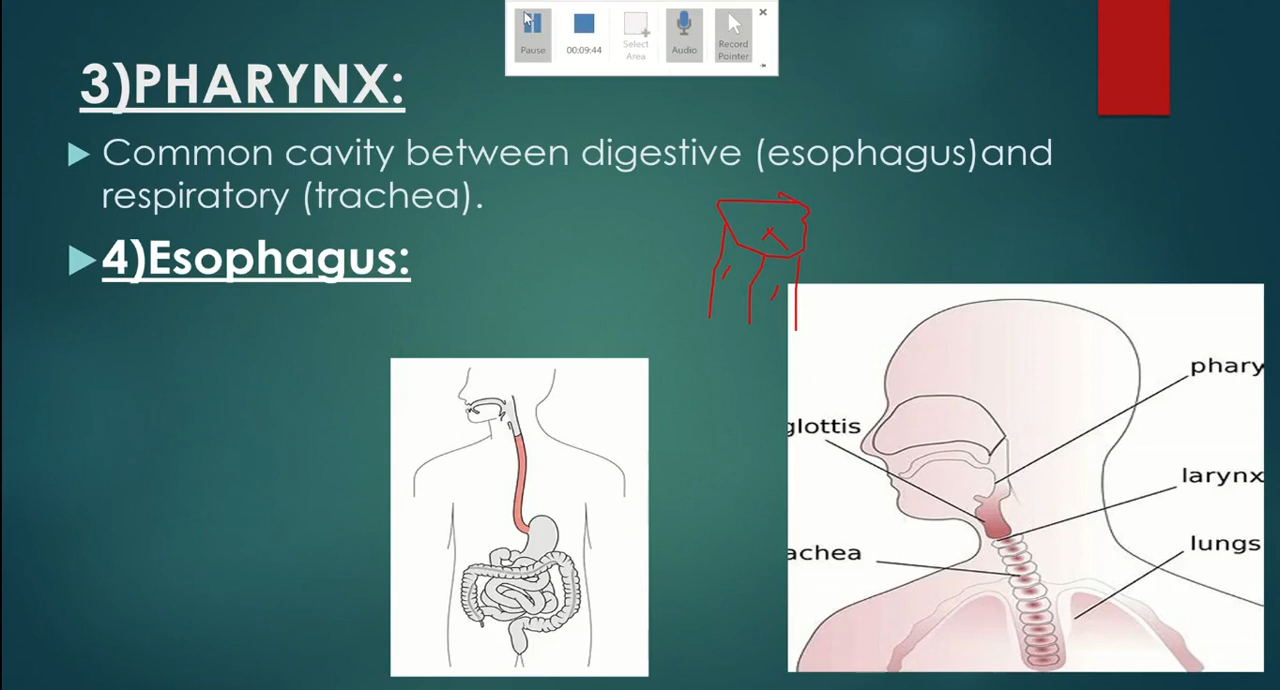 Pause
00:09:44
Select
Area
Audio
Record
Pointer
3)PHARYNX:
Common cavity between digestive (esophagus)and
respiratory (trachea).
4)Esophagus:
phary
glottis
larynx
lungs
achea